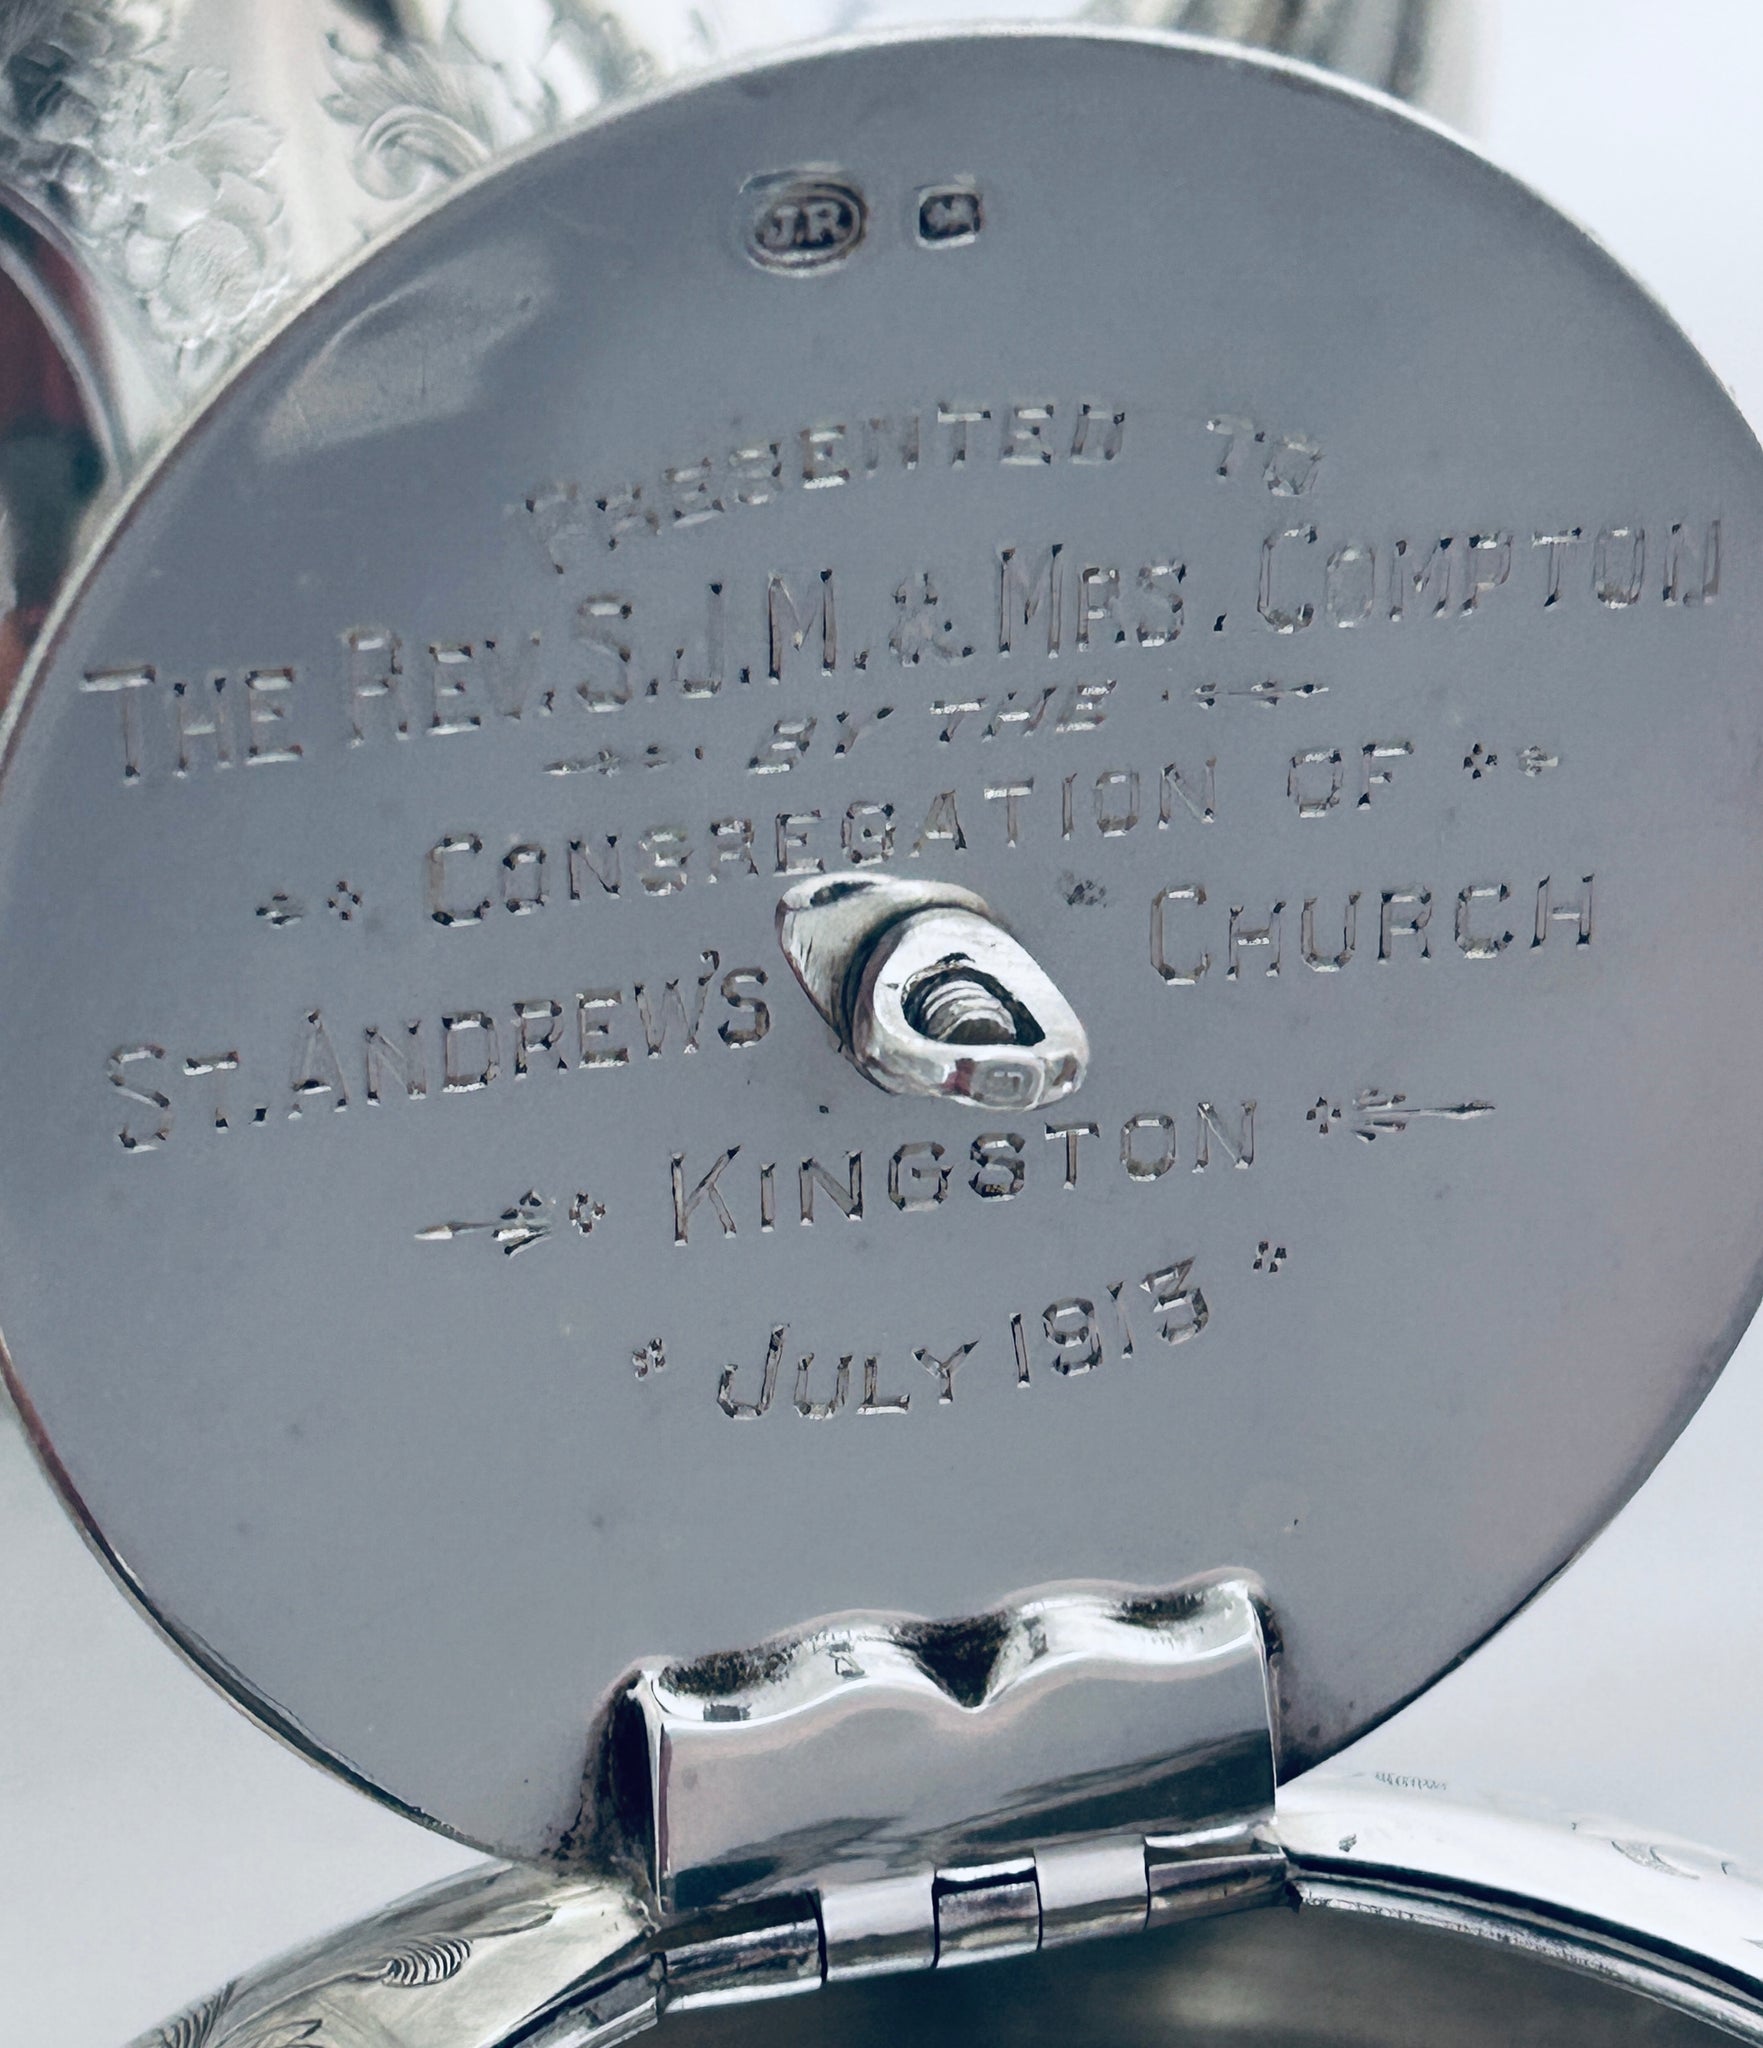 J.R
PRESENTED TO
THE REV. S. J. M. & MRS. COMPTON
BY THE
CONGREGATION OF
ST. ANDREW'S CHURCH
KINGSTON
JULY 1913